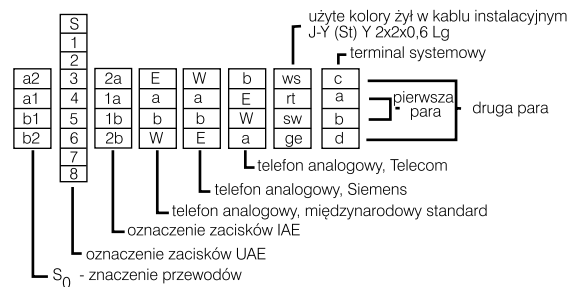 użyte kolory żył w kablu instalacyjnym
J-Y (St) Y 2x2x0,6 Lg
terminal systemowy
S
1
2
a2 3 2a E W b ws c
a1 4 1a a a E rt a
b1 5 1b b b W sw b
b2 6 2b W E a ge d
7
8
pierwsza
para
druga para
telefon analogowy, Telecom
telefon analogowy, Siemens
telefon analogowy, międzynarodowy standard
oznaczenie zacisków IAE
oznaczenie zacisków UAE
S0 - znaczenie przewodów